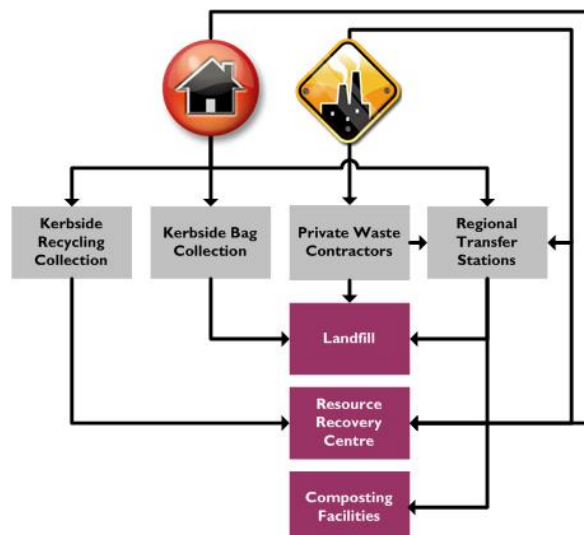 Kerbside
Recycling
Collection
Kerbside Bag
Collection
Private Waste
Contractors
Regional
Transfer
Stations
Landfill
Resource
Recovery
Centre
Composting
Facilities